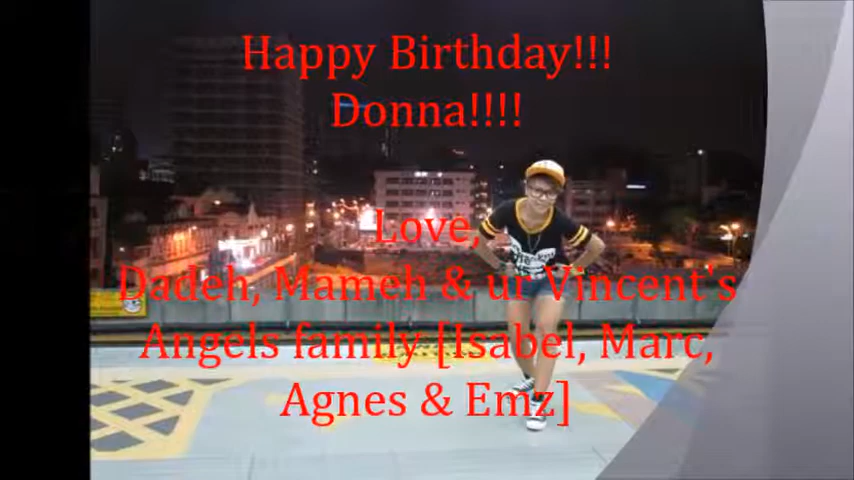 Happy Birthday!!!
Donna!!!!
Love,
Dadeh, Mameh & ur Vincent's
Angels family [Isabel, Marc,
Agnes & Emz]